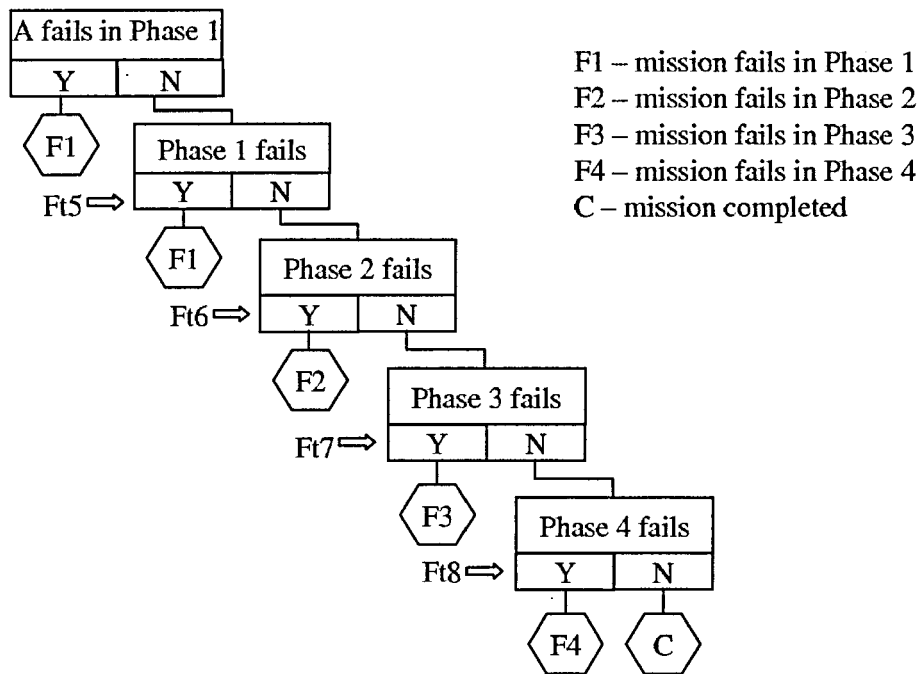 A fails in Phase 1
Y N
F1
Phase 1 fails
Y N
Ft5
F1
Phase 2 fails
Y N
Ft6
F2
Phase 3 fails
Y N
Ft7
F3
Phase 4 fails
Y N
Ft8
F4 C
F1 – mission fails in Phase 1
F2 – mission fails in Phase 2
F3 – mission fails in Phase 3
F4 – mission fails in Phase 4
C – mission completed